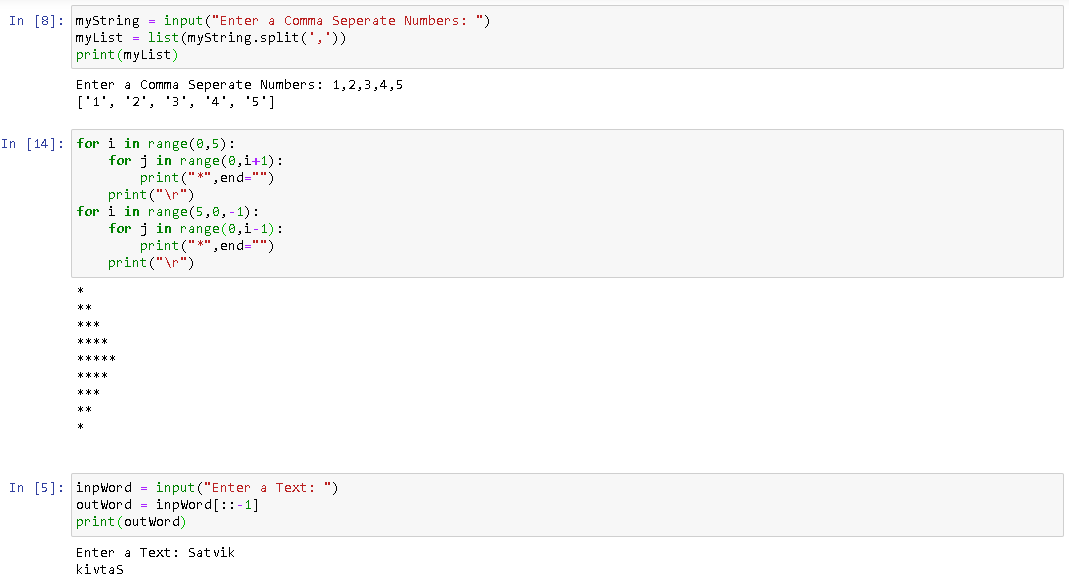 In [8]: myString = input("Enter a Comma Seperate Numbers: ")
myList = list(myString.split(','))
print(myList)
Enter a Comma Seperate Numbers: 1,2,3,4,5
['1', '2', '3', '4', '5']
In [14]: for i in range(0,5):
    for j in range(0,i+1):
        print("*",end="")
    print("\r")
for i in range(5,0,-1):
    for j in range(0,i-1):
        print("*",end="")
    print("\r")
*
**
***
****
*****
****
***
**
*
In [5]: inpWord = input("Enter a Text: ")
outWord = inpWord[::-1]
print(outWord)
Enter a Text: Satvik
kivtaS